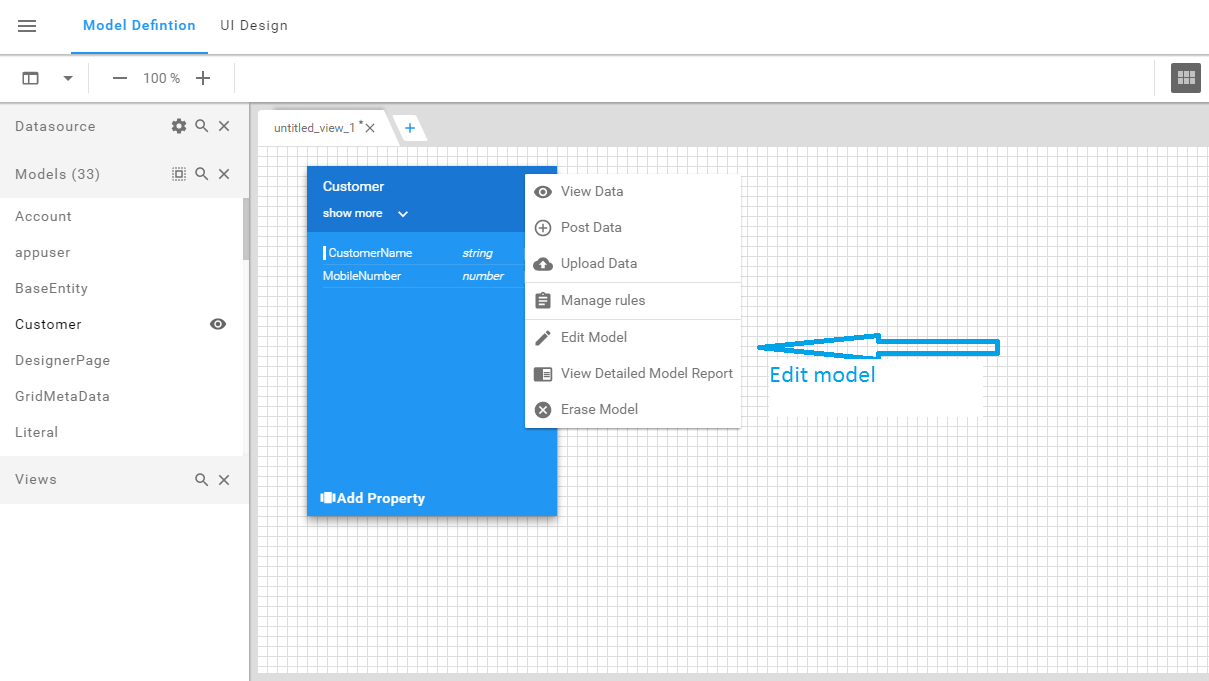 Model Defintion UI Design
100 %
Datasource
Models (33)
Account
appuser
BaseEntity
Customer
DesignerPage
GridMetaData
Literal
Views
untitled_view_1 *
Customer
show more
CustomerName string
MobileNumber number
Add Property
View Data
Post Data
Upload Data
Manage rules
Edit Model
View Detailed Model Report
Erase Model
Edit model